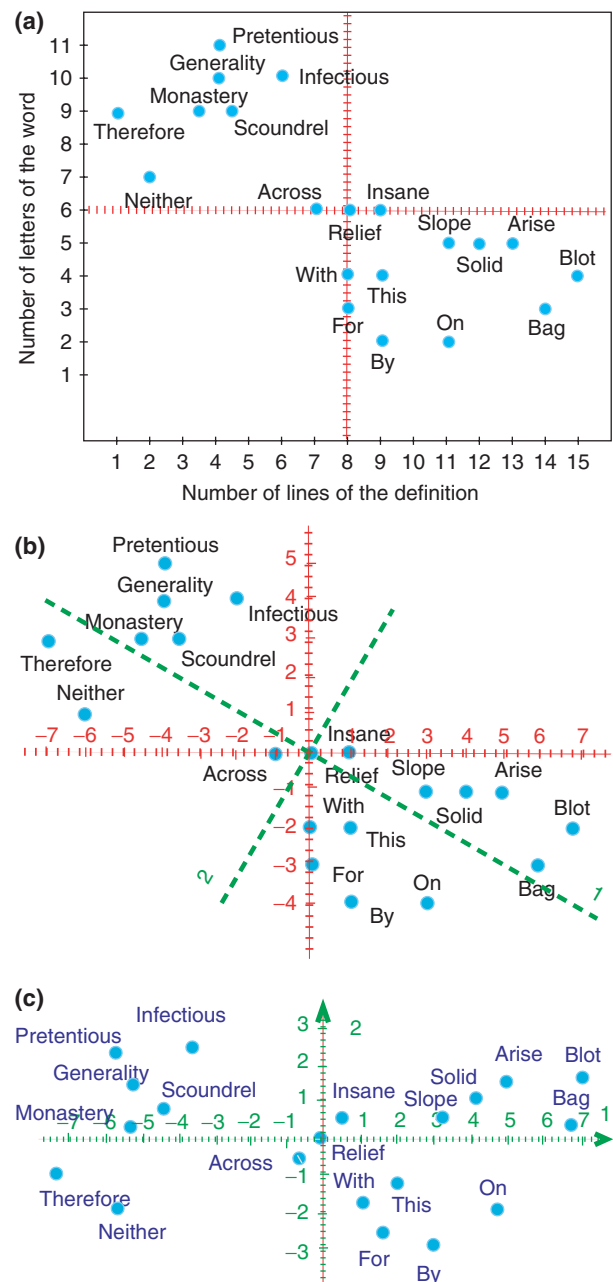 (a)
11
Pretentious
10
Generality
Infectious
9
Monastery
Therefore
Scoundrel
8
7
Neither
Across
Insane
6
Relief
Slope
Arise
5
Solid
With
Blot
4
This
3
For
On
Bag
2
By
1
Number of letters of the word
1 2 3 4 5 6 7 8 9 10 11 12 13 14 15
Number of lines of the definition
(b)
Pretentious
5
Generality
4
Infectious
Monastery
3
Therefore
Scoundrel
2
Neither
1
Insane
−7 −6 −5 −4 −3 −2 −1 1 2 3 4 5 6 7
Across
Relief
Slope
Arise
−1
With
Solid
Blot
−2
This
−3
For
On
Bag
−4
By
2
1
(c)
Infectious
3
2
Pretentious
Generality
2
Arise
Blot
Scoundrel
Solid
Monastery
1
Insane
Slope
Bag
−7 −6 −5 −4 −3 −2 −1 1 2 3 4 5 6 7
1
Across
Relief
−1
With
Therefore
This
On
−2
Neither
For
−3
By